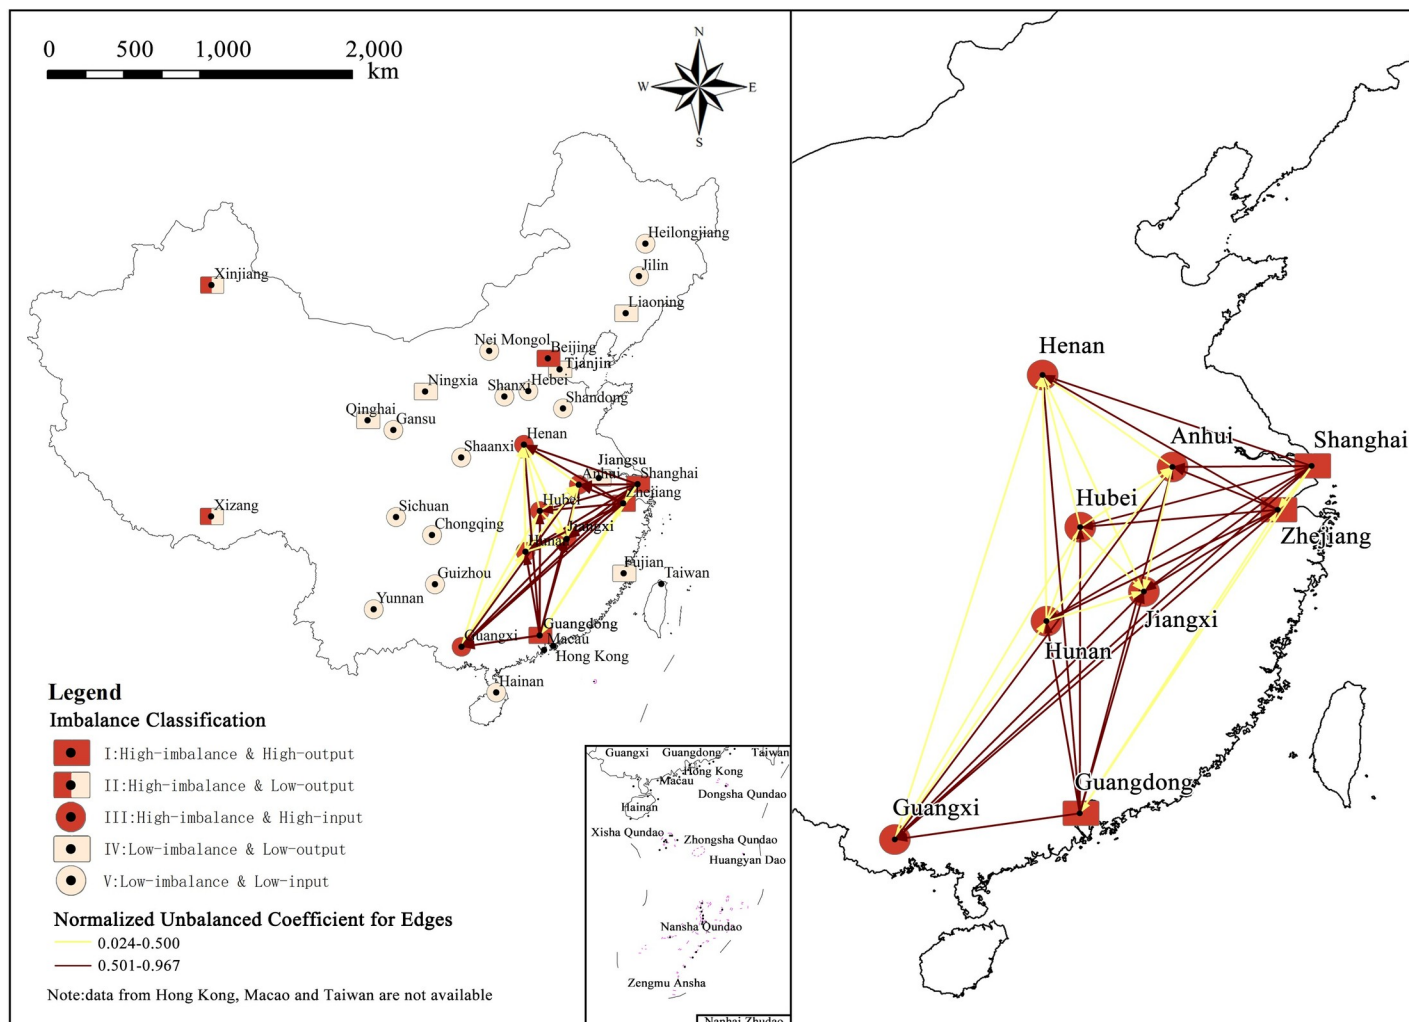 0 500 1,000 2,000
km
N
W E
S
Heilongjiang
Jilin
Xinjiang
Liaoning
Nei Mongol
Beijing
Tianjin
Ningxia
Shanxi
Hebei
Shandong
Qinghai
Gansu
Henan
Shaanxi
Jiangsu
Anhui
Shanghai
Zhejiang
Xizang
Hubei
Sichuan
Chongqing
Jiangxi
Hunan
Fujian
Taiwan
Guizhou
Yunnan
Guangdong
Guangxi
Macau
Hong Kong
Hainan
Legend
Imbalance Classification
I:High-imbalance & High-output
II:High-imbalance & Low-output
III:High-imbalance & High-input
IV:Low-imbalance & Low-output
V:Low-imbalance & Low-input
Normalized Unbalanced Coefficient for Edges
0.024-0.500
0.501-0.967
Note:data from Hong Kong, Macao and Taiwan are not available
Guangxi Guangdong Taiwan
Hong Kong
Macau
Dongsha Qundao
Hainan
Xisha Qundao
Zhongsha Qundao
Huangyan Dao
Nansha Qundao
Zengmu Ansha
Nanhai Zhudao
Henan
Anhui
Shanghai
Hubei
Zhejiang
Jiangxi
Hunan
Guangdong
Guangxi